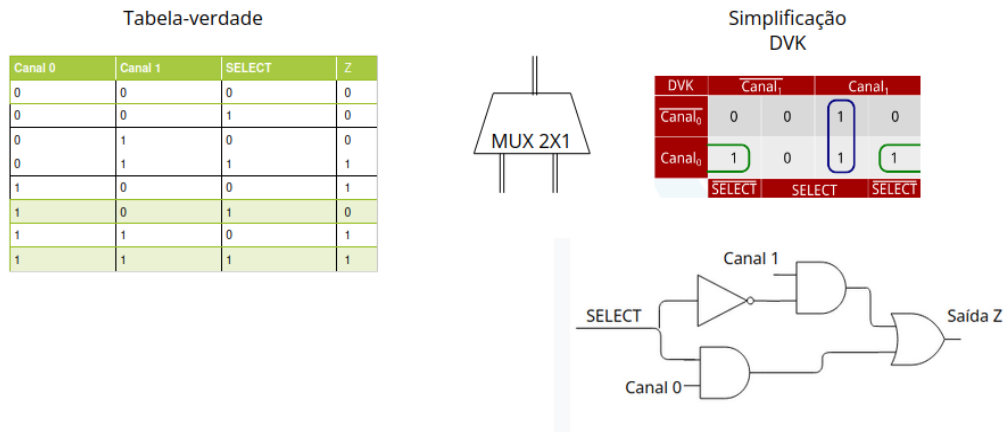 Tabela-verdade
Canal 0 Canal 1 SELECT Z
0 0 0 0
0 0 1 0
0 1 0 0
0 1 1 1
1 0 0 1
1 0 1 0
1 1 0 1
1 1 1 1
MUX 2X1
Simplificação
DVK
DVK Canal₁ Canal₁
Canal₀ 0 0 1 0
Canal₀ 1 0 1 1
SELECT SELECT SELECT
Canal 1
SELECT
Saída Z
Canal 0